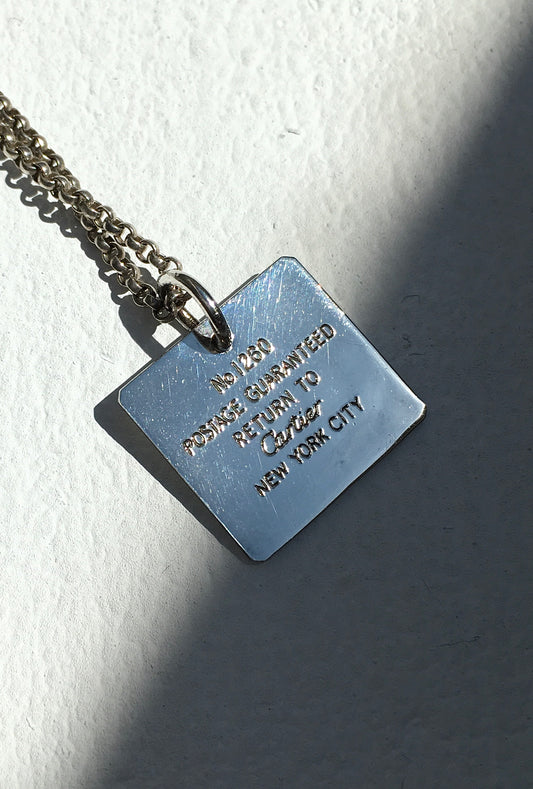 No 1260
POSTAGE GUARANTEED
RETURN TO
Cartier
NEW YORK CITY